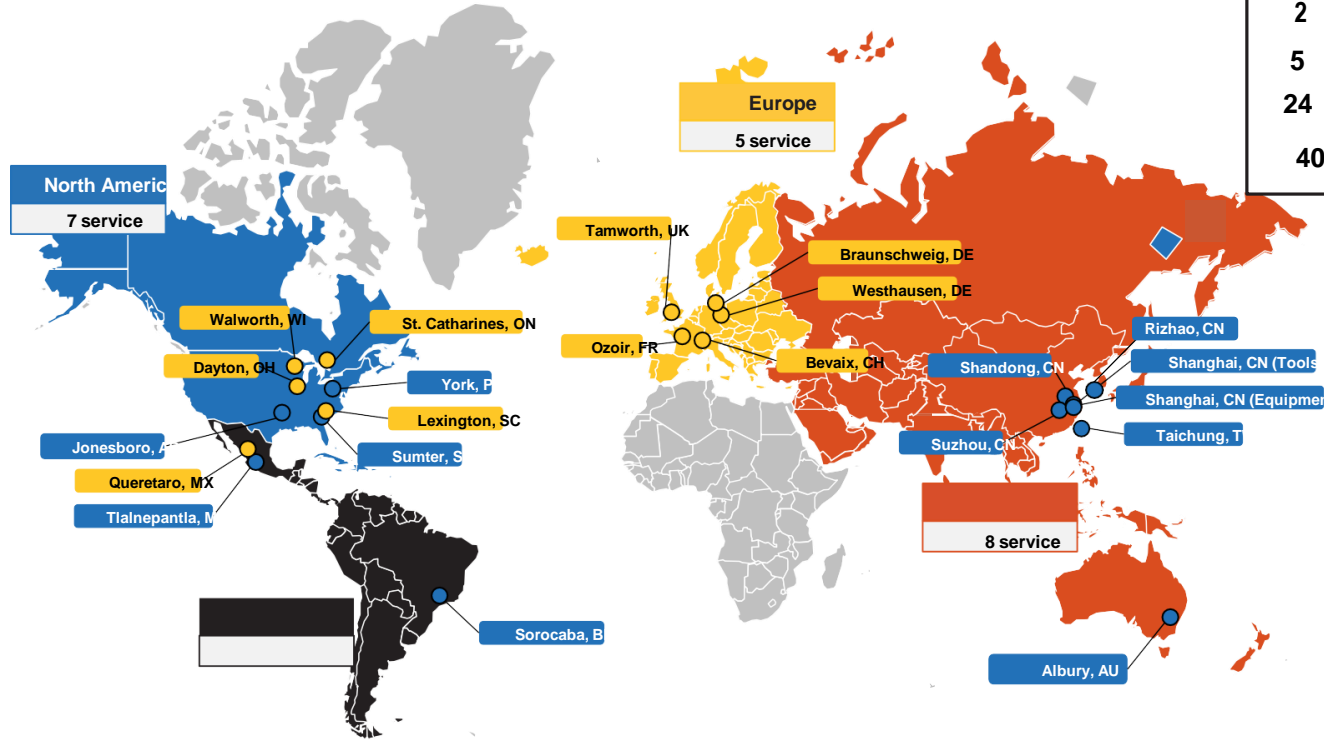 2
5
24
40
Europe
5 service
North Americ
7 service
Tamworth, UK
Braunschweig, DE
Westhausen, DE
Walworth, WI
St. Catharines, ON
Rizhao, CN
Ozoir, FR
Bevaix, CH
Dayton, OH
Shandong, CN
Shanghai, CN (Tools
York, P
Shanghai, CN (Equipmen
Lexington, SC
Taichung, T
Jonesboro, A
Sumter, S
Suzhou, CN
Queretaro, MX
Tlalnepantla, M
8 service
Sorocaba, B
Albury, AU